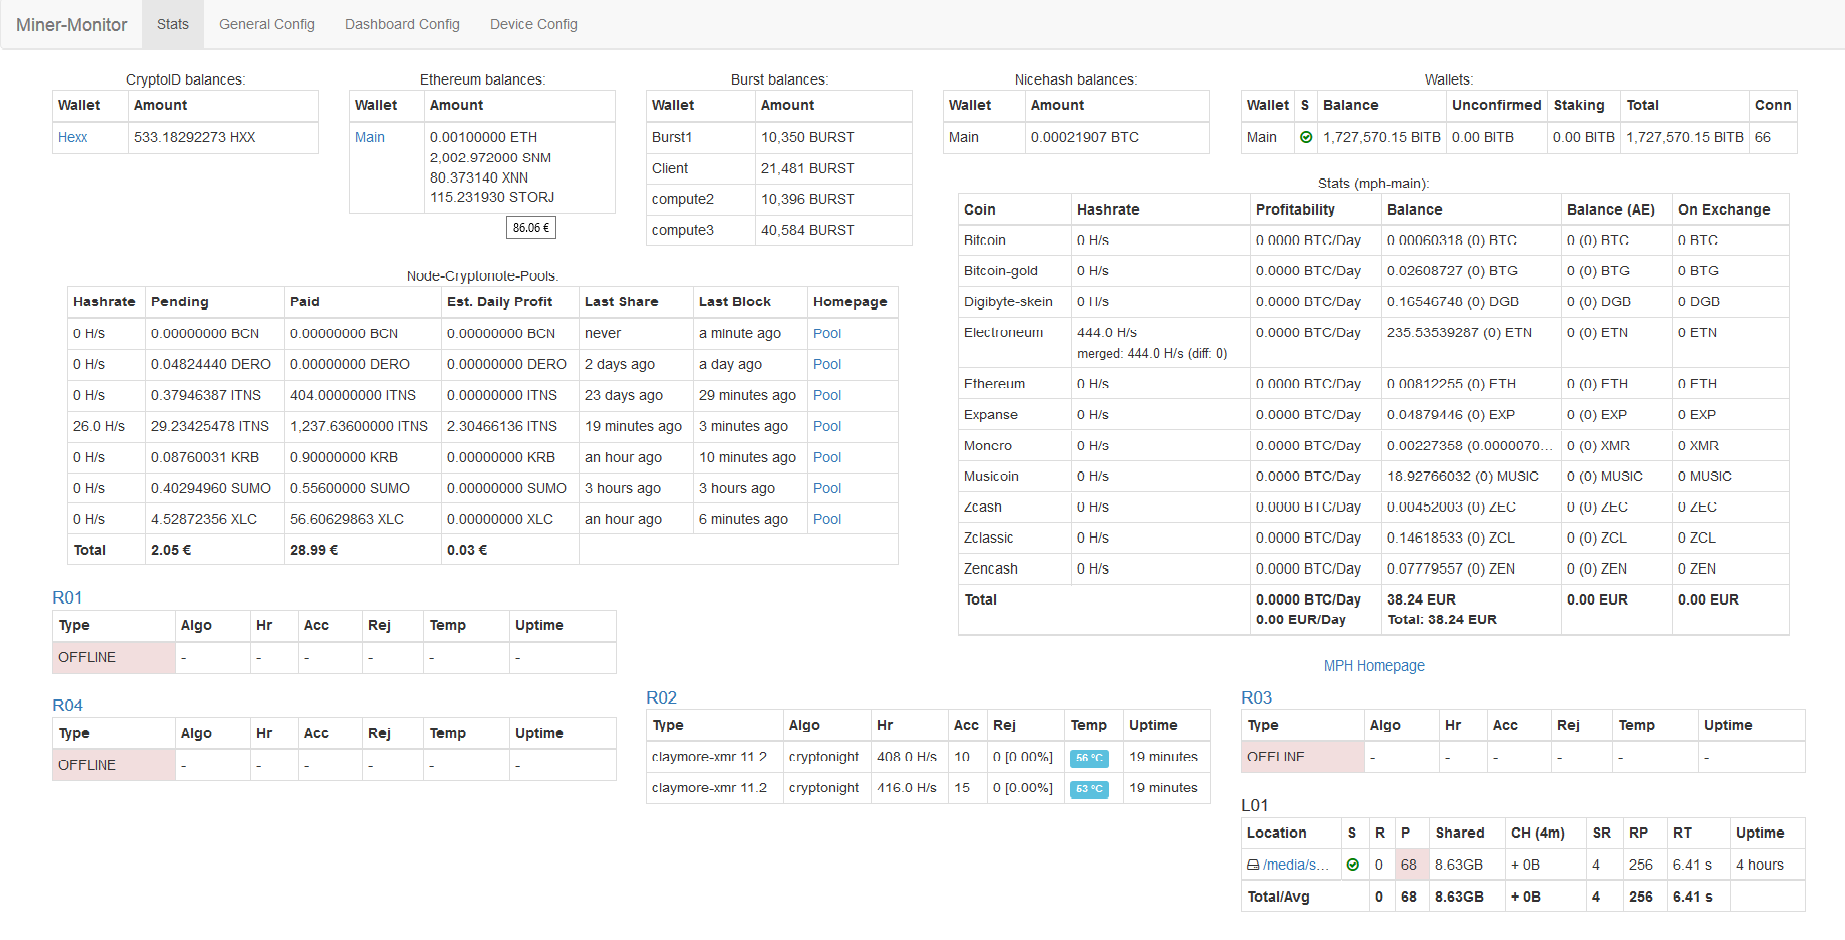 Miner-Monitor Stats General Config Dashboard Config Device Config
CryptoID balances:
Wallet Amount
Hexx 533.18292273 HXX
Ethereum balances:
Wallet Amount
Main 0.00100000 ETH
2,002.972000 SNM
80.373140 XNN
115.231930 STORJ
86.06 €
Burst balances:
Wallet Amount
Burst1 10,350 BURST
Client 21,481 BURST
compute2 10,396 BURST
compute3 40,584 BURST
Nicehash balances:
Wallet Amount
Main 0.00021907 BTC
Wallets:
Wallet S Balance Unconfirmed Staking Total Conn
Main 1,727,570.15 BITB 0.00 BITB 0.00 BITB 1,727,570.15 BITB 66
Node-Cryptonote-Pools:
Hashrate Pending Paid Est. Daily Profit Last Share Last Block Homepage
0 H/s 0.00000000 BCN 0.00000000 BCN 0.00000000 BCN never a minute ago Pool
0 H/s 0.04824440 DERO 0.00000000 DERO 0.00000000 DERO 2 days ago a day ago Pool
0 H/s 0.37946387 ITNS 404.00000000 ITNS 0.00000000 ITNS 23 days ago 29 minutes ago Pool
26.0 H/s 29.23425478 ITNS 1,237.63600000 ITNS 2.30466136 ITNS 19 minutes ago 3 minutes ago Pool
0 H/s 0.08760031 KRB 0.90000000 KRB 0.00000000 KRB an hour ago 10 minutes ago Pool
0 H/s 0.40294960 SUMO 0.55600000 SUMO 0.00000000 SUMO 3 hours ago 3 hours ago Pool
0 H/s 4.52872356 XLC 56.60629863 XLC 0.00000000 XLC an hour ago 6 minutes ago Pool
Total 2.05 € 28.99 € 0.03 €
Stats (mph-main):
Coin Hashrate Profitability Balance Balance (AE) On Exchange
Bitcoin 0 H/s 0.0000 BTC/Day 0.00060318 (0) BTC 0 (0) BTC 0 BTC
Bitcoin-gold 0 H/s 0.0000 BTC/Day 0.02608727 (0) BTG 0 (0) BTG 0 BTG
Digibyte-skein 0 H/s 0.0000 BTC/Day 0.16546748 (0) DGB 0 (0) DGB 0 DGB
Electroneum 444.0 H/s 0.0000 BTC/Day 235.53539287 (0) ETN 0 (0) ETN 0 ETN
merged: 444.0 H/s (diff: 0)
Ethereum 0 H/s 0.0000 BTC/Day 0.00812255 (0) ETH 0 (0) ETH 0 ETH
Expanse 0 H/s 0.0000 BTC/Day 0.04879446 (0) EXP 0 (0) EXP 0 EXP
Monero 0 H/s 0.0000 BTC/Day 0.00227358 (0.0000070... 0 (0) XMR 0 XMR
Musicoin 0 H/s 0.0000 BTC/Day 18.92766032 (0) MUSIC 0 (0) MUSIC 0 MUSIC
Zcash 0 H/s 0.0000 BTC/Day 0.00452003 (0) ZEC 0 (0) ZEC 0 ZEC
Zclassic 0 H/s 0.0000 BTC/Day 0.14618533 (0) ZCL 0 (0) ZCL 0 ZCL
Zencash 0 H/s 0.0000 BTC/Day 0.07779557 (0) ZEN 0 (0) ZEN 0 ZEN
Total 0.0000 BTC/Day 38.24 EUR 0.00 EUR 0.00 EUR
0.00 EUR/Day Total: 38.24 EUR
MPH Homepage
R01
Type Algo Hr Acc Rej Temp Uptime
OFFLINE - - - - - -
R04
Type Algo Hr Acc Rej Temp Uptime
OFFLINE - - - - - -
R02
Type Algo Hr Acc Rej Temp Uptime
claymore-xmr 11.2 cryptonight 408.0 H/s 10 0 [0.00%] 56 °C 19 minutes
claymore-xmr 11.2 cryptonight 416.0 H/s 15 0 [0.00%] 53 °C 19 minutes
R03
Type Algo Hr Acc Rej Temp Uptime
OFFLINE - - - - - -
L01
Location S R P Shared CH (4m) SR RP RT Uptime
/media/s... 0 68 8.63GB + 0B 4 256 6.41 s 4 hours
Total/Avg 0 68 8.63GB + 0B 4 256 6.41 s